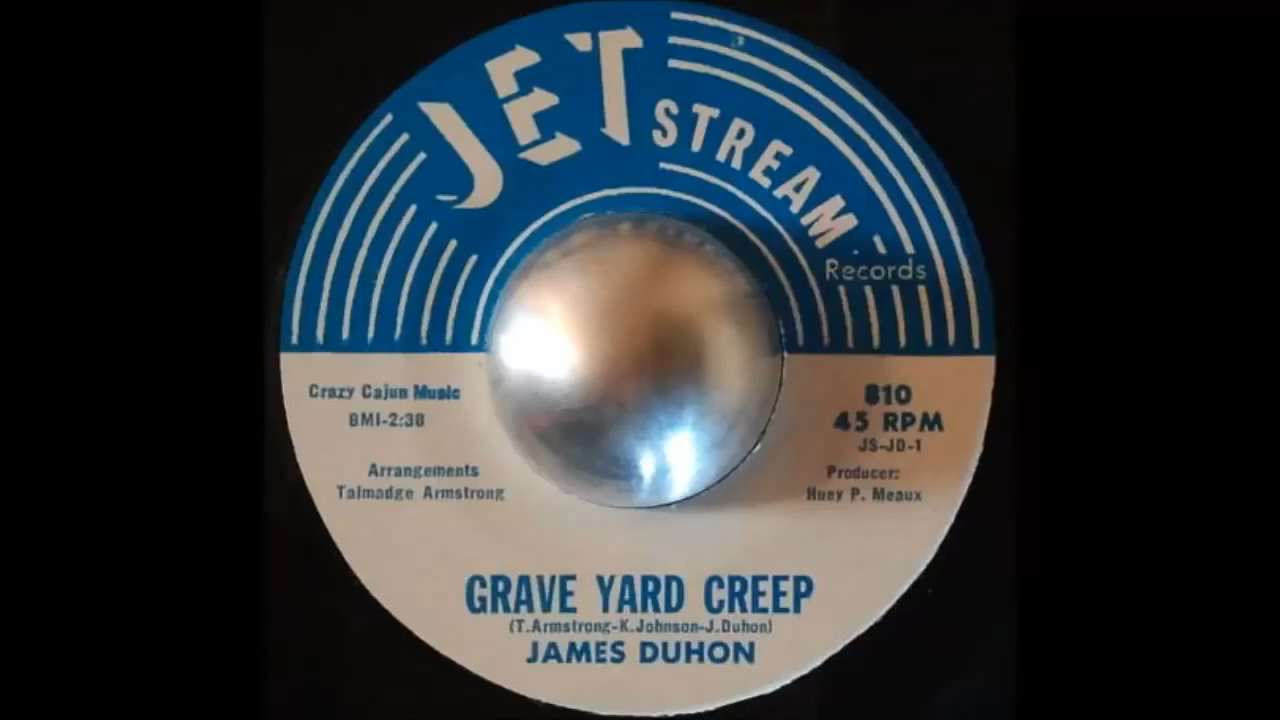 JET STREAM
Records
Crazy Cajun Music
BMI-2:38
Arrangements
Talmadge Armstrong
810
45 RPM
JS-JD-1
Producer:
Huey P. Meaux
GRAVE YARD CREEP
(T.Armstrong-K.Johnson-J.Duhon)
JAMES DUHON